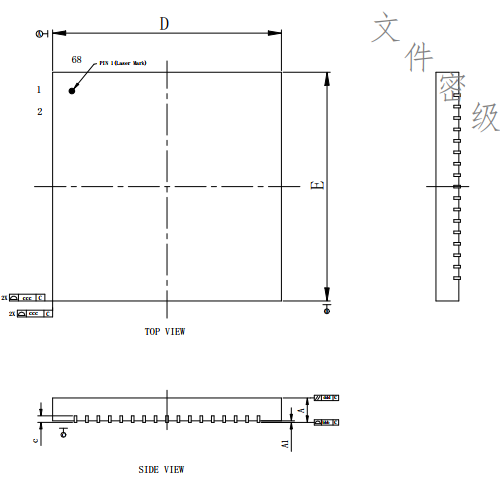 D
文件密级
A
68
PIN 1(Laser Mark)
1
2
E
2X ccc C
2X ccc C
B
TOP VIEW
A
C
c
A1
C
C
SIDE VIEW